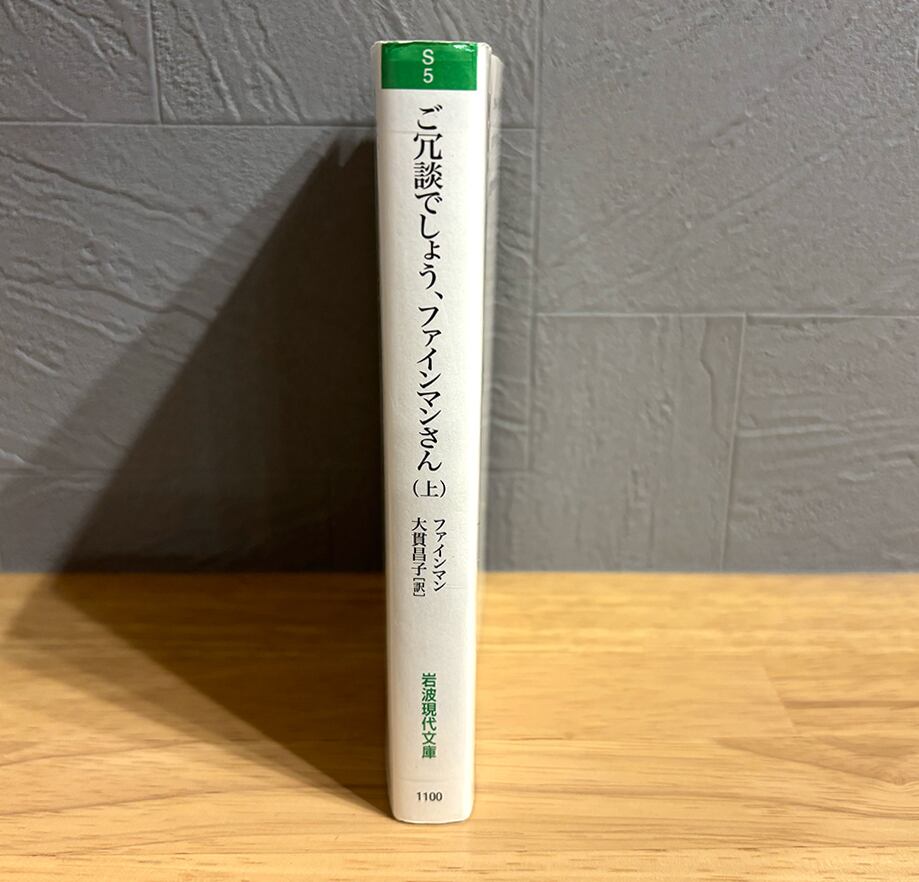 S
5
ご冗談でしょう、ファインマンさん(上)
ファインマン
大貫昌子[訳]
岩波現代文庫
1100